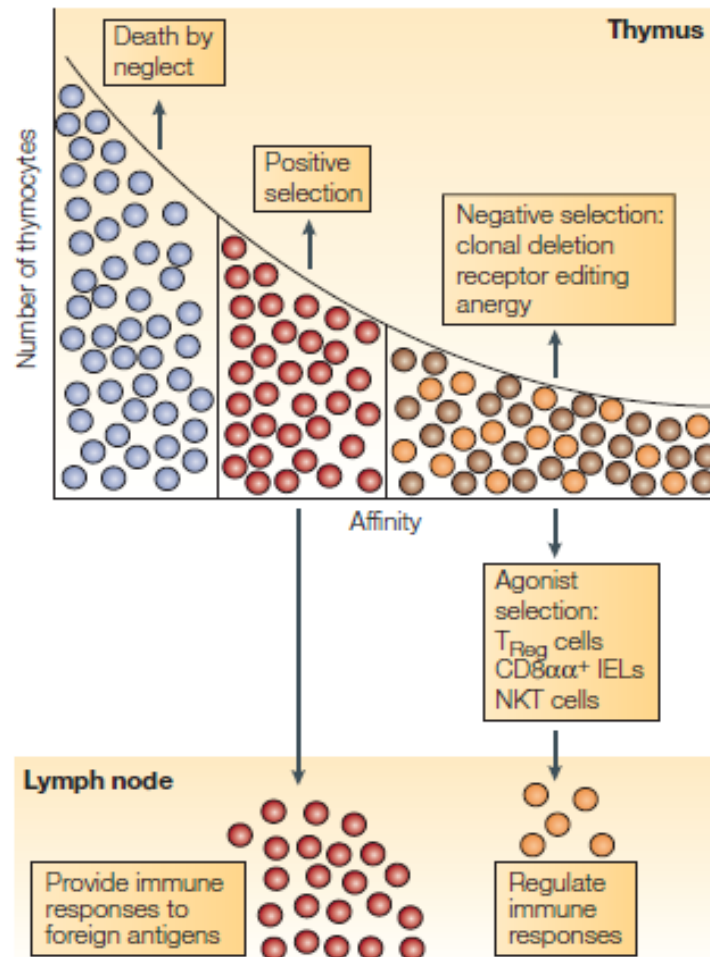 Thymus
Death by
neglect
Positive
selection
Negative selection:
clonal deletion
receptor editing
anergy
Number of thymocytes
Affinity
Agonist
selection:
TReg cells
CD8αα+ IELs
NKT cells
Lymph node
Provide immune
responses to
foreign antigens
Regulate
immune
responses